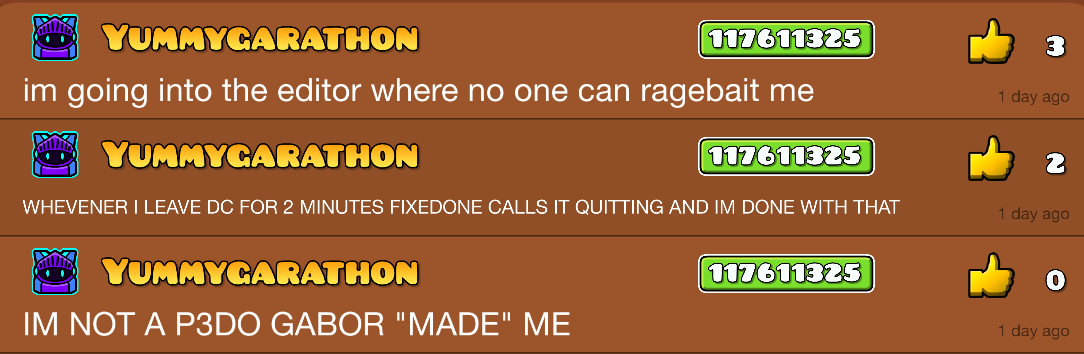 YUMMYGARATHON 117611325 3
im going into the editor where no one can ragebait me
1 day ago
YUMMYGARATHON 117611325 2
WHEVENER I LEAVE DC FOR 2 MINUTES FIXEDONE CALLS IT QUITTING AND IM DONE WITH THAT
1 day ago
YUMMYGARATHON 117611325 0
IM NOT A P3DO GABOR "MADE" ME
1 day ago